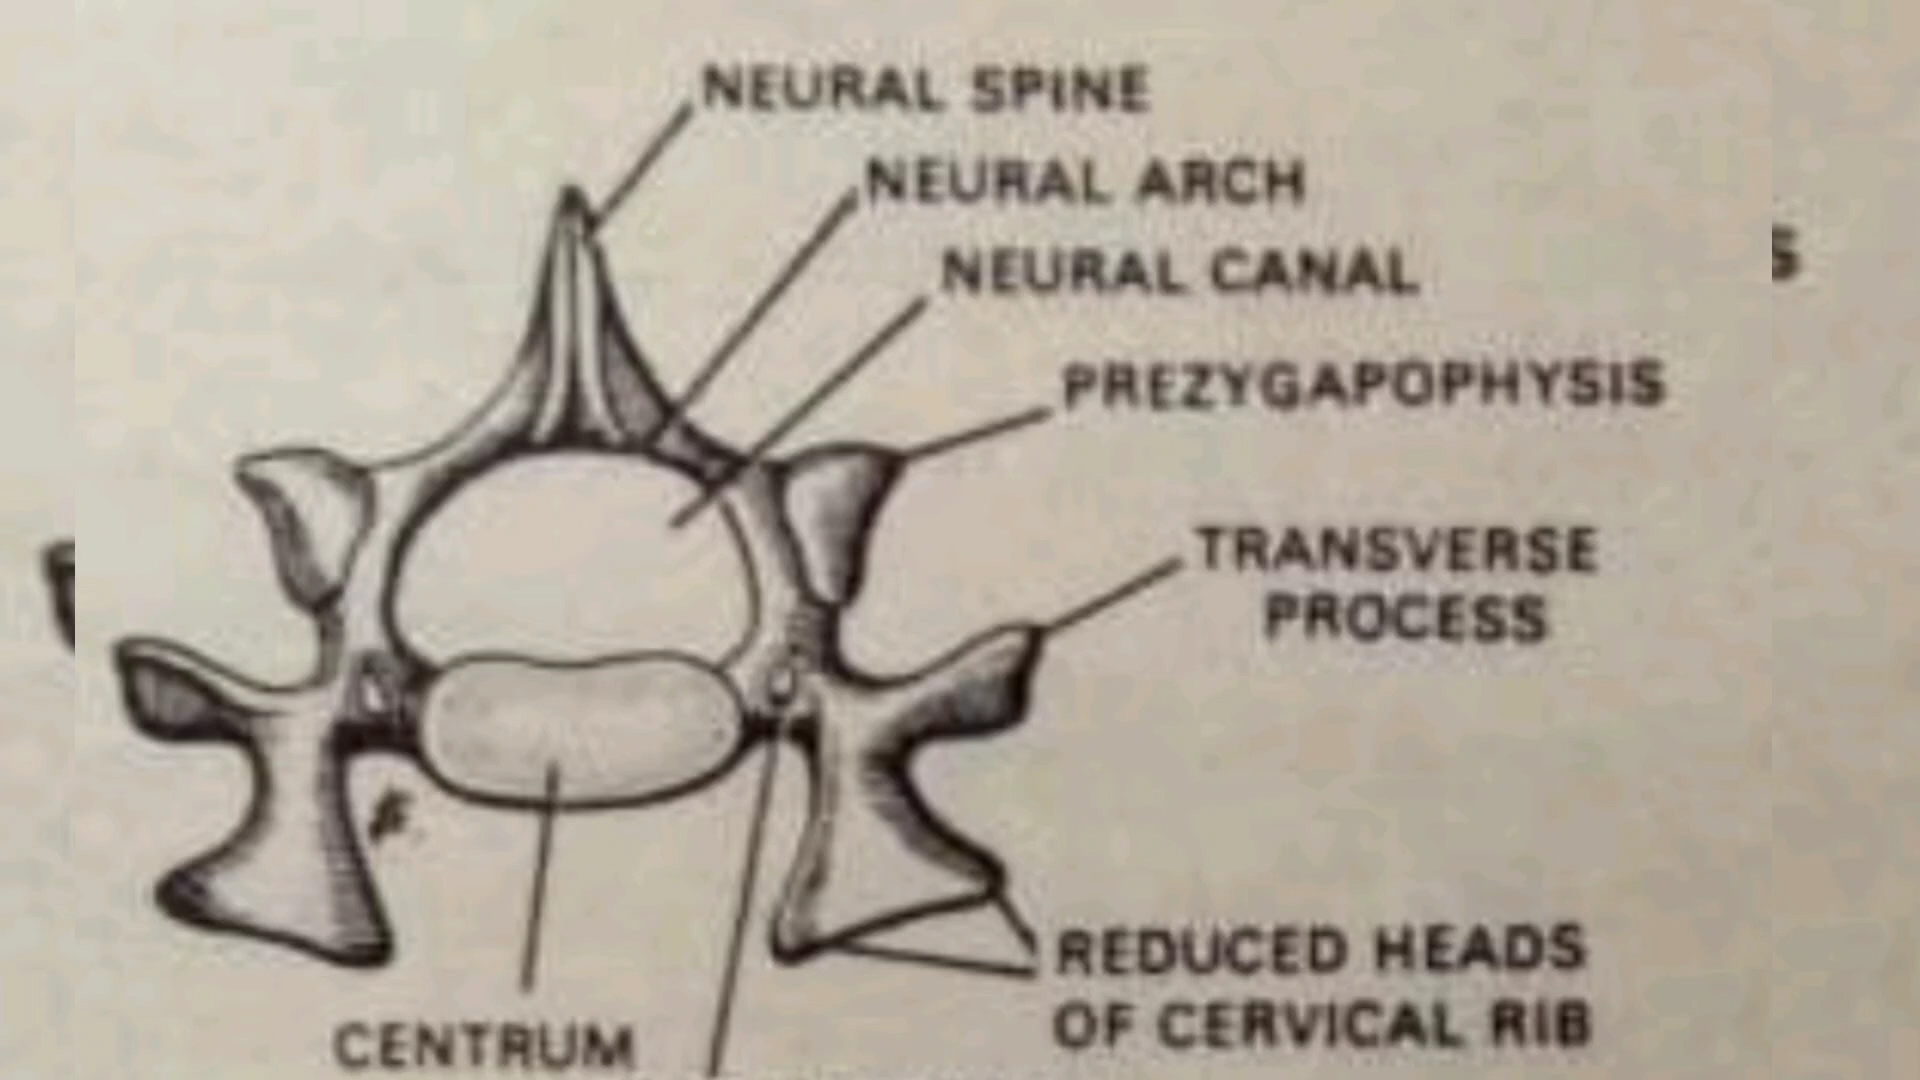 NEURAL SPINE
NEURAL ARCH
NEURAL CANAL
PREZYGAPOPHYSIS
TRANSVERSE
PROCESS
REDUCED HEADS
OF CERVICAL RIB
CENTRUM